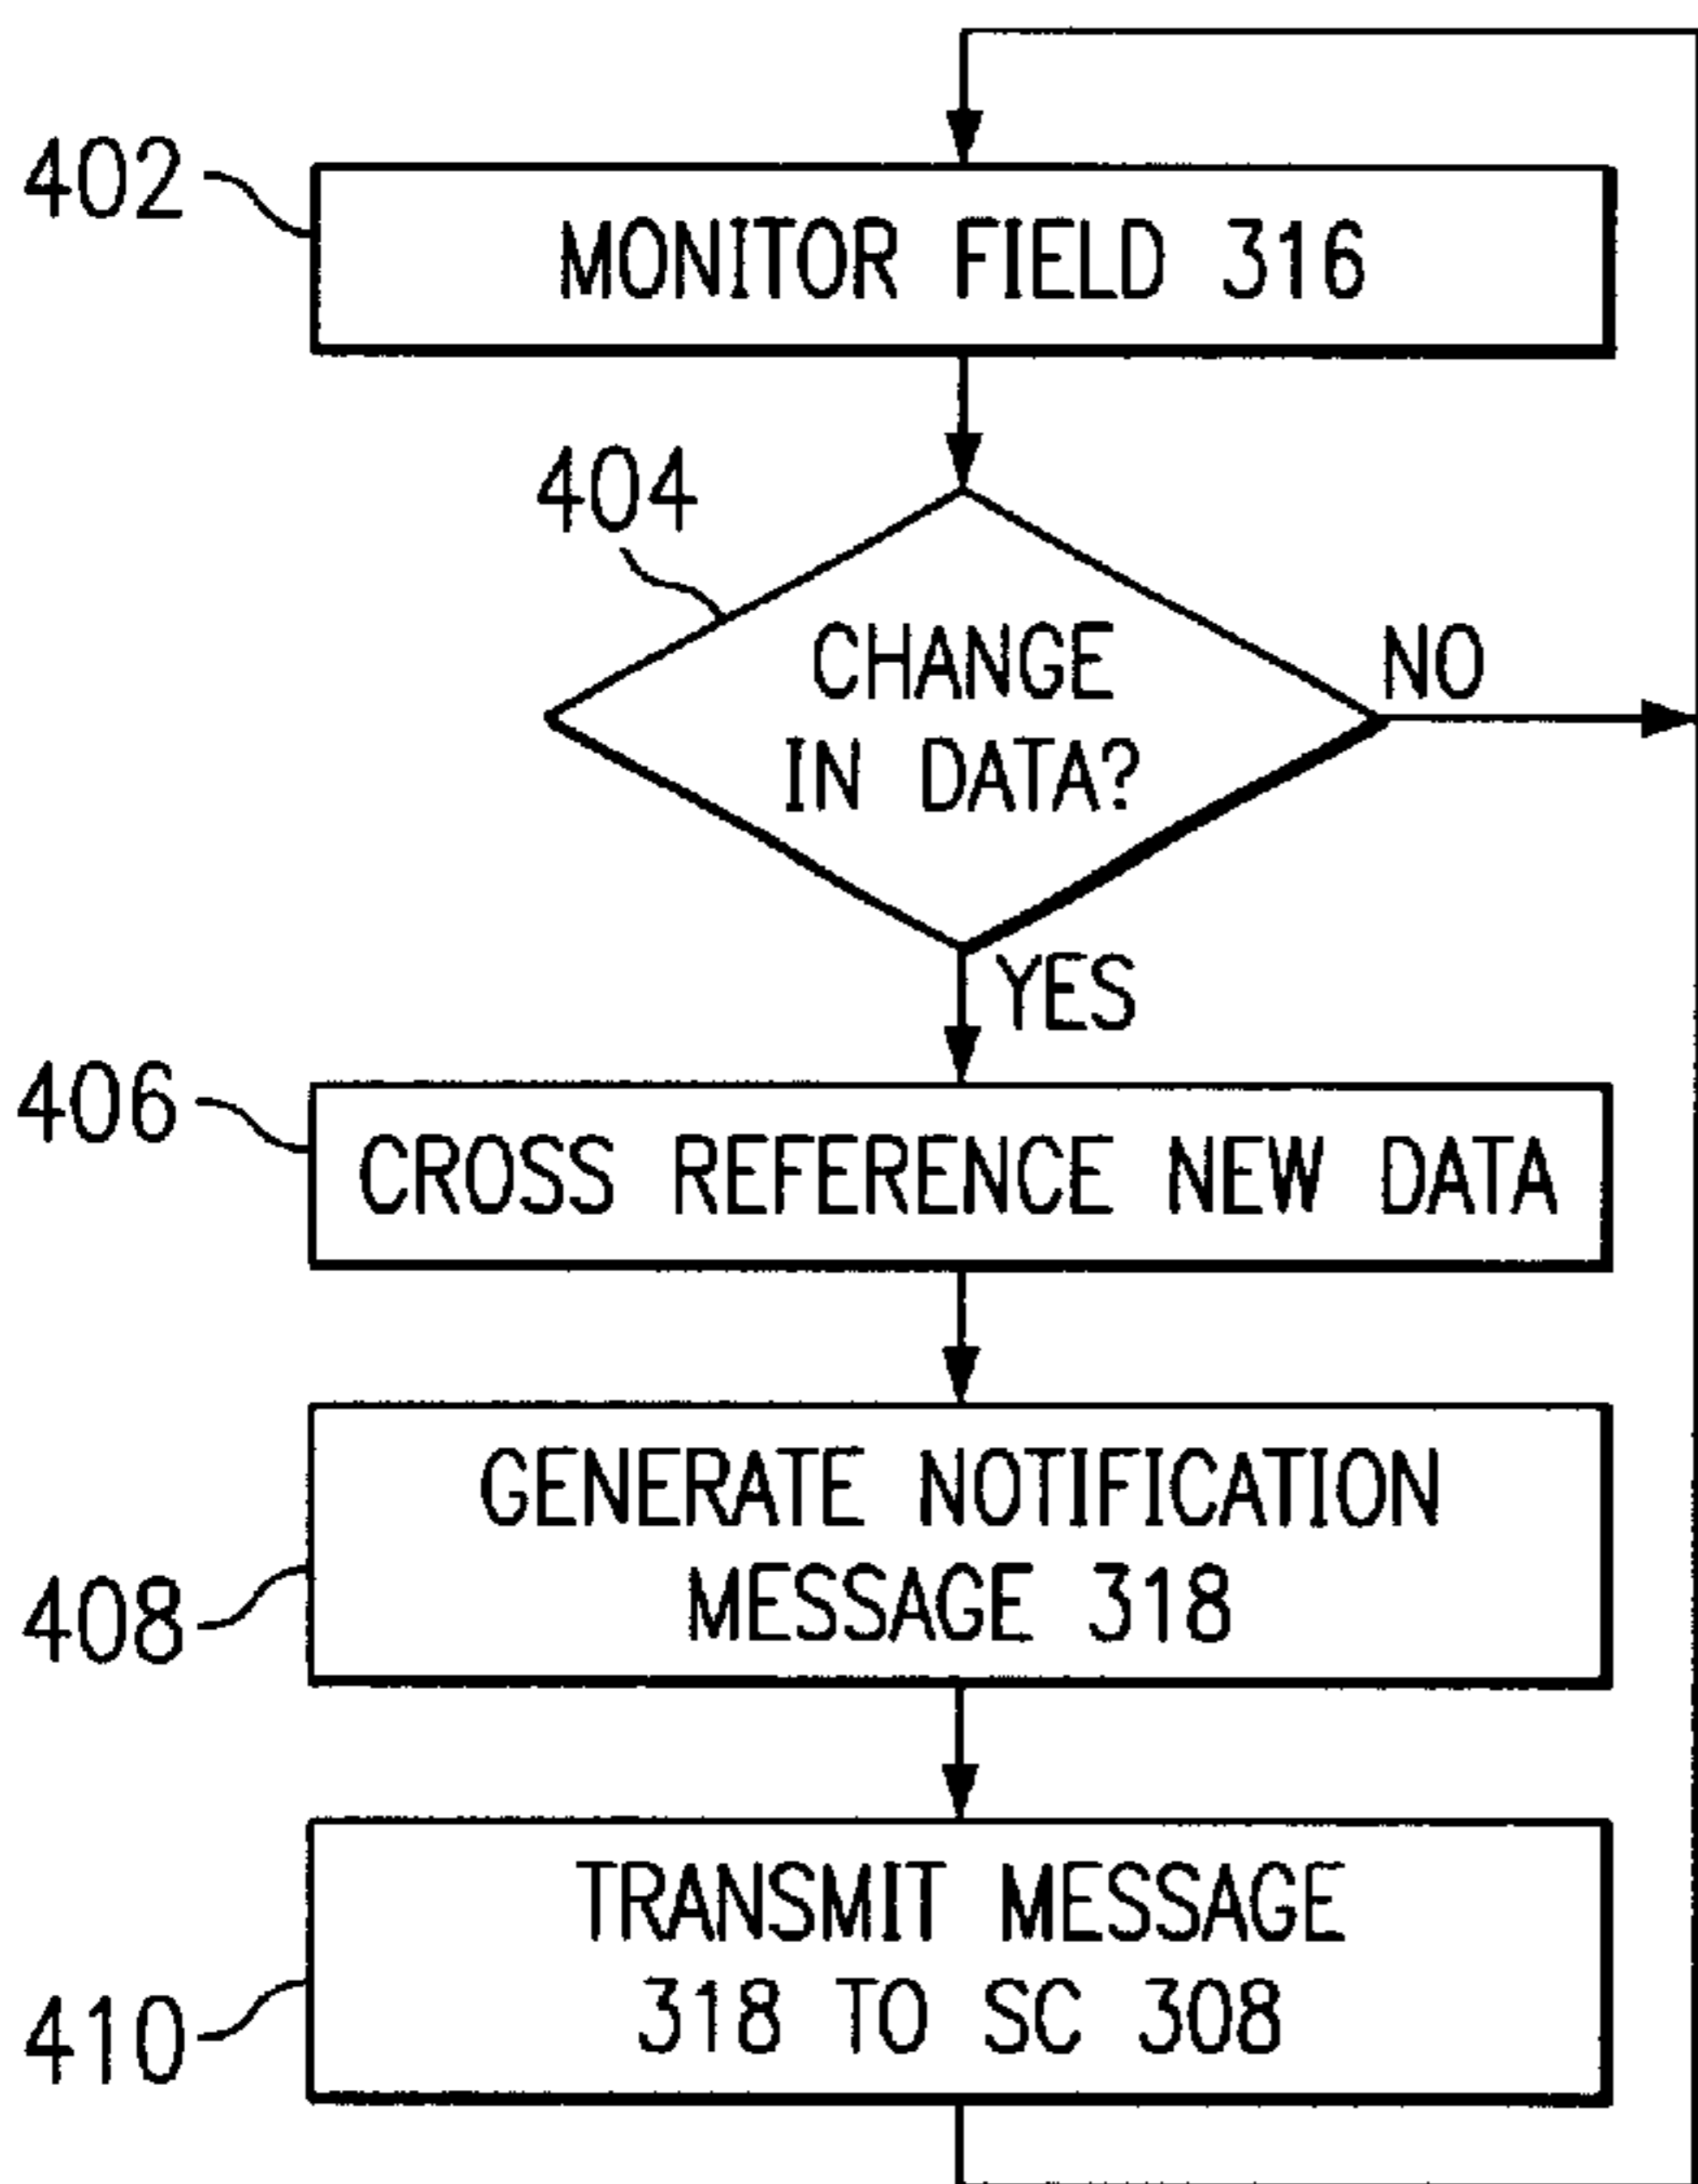 402
MONITOR FIELD 316
404
CHANGE
IN DATA?
NO
YES
406
CROSS REFERENCE NEW DATA
GENERATE NOTIFICATION
MESSAGE 318
408
TRANSMIT MESSAGE
318 TO SC 308
410